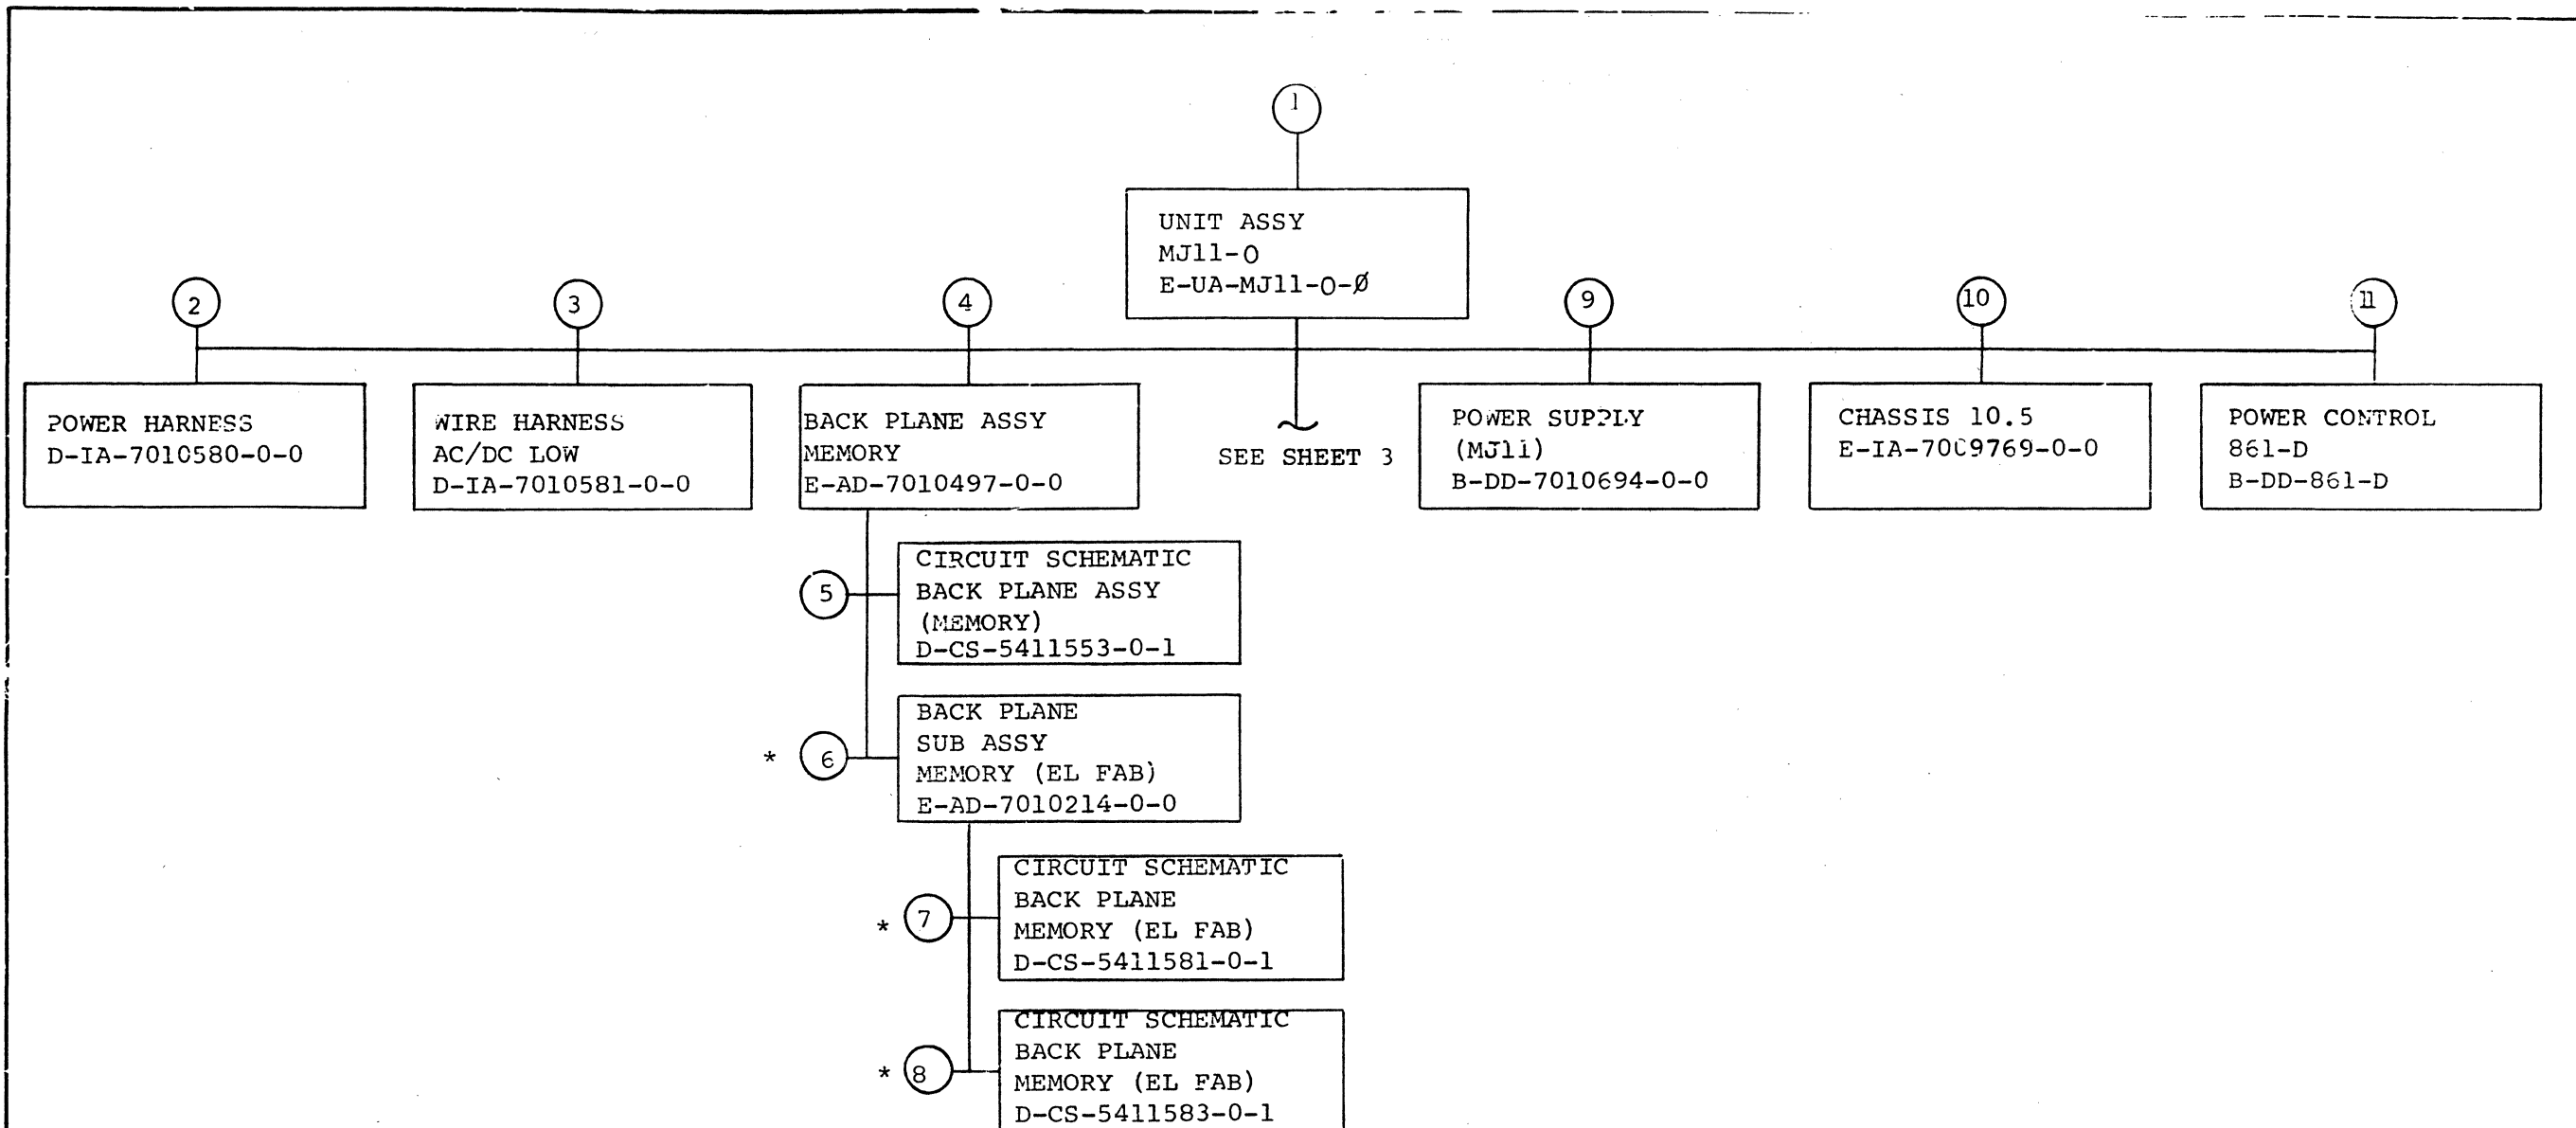 1
UNIT ASSY
MJ11-O
E-UA-MJ11-O-Ø
2
3
4
9
10
11
POWER HARNESS
D-IA-7010580-0-0
WIRE HARNESS
AC/DC LOW
D-IA-7010581-0-0
BACK PLANE ASSY
MEMORY
E-AD-7010497-0-0
SEE SHEET 3
POWER SUPPLY
(MJ11)
B-DD-7010694-0-0
CHASSIS 10.5
E-IA-7009769-0-0
POWER CONTROL
861-D
B-DD-861-D
5
CIRCUIT SCHEMATIC
BACK PLANE ASSY
(MEMORY)
D-CS-5411553-0-1
* 6
BACK PLANE
SUB ASSY
MEMORY (EL FAB)
E-AD-7010214-0-0
* 7
CIRCUIT SCHEMATIC
BACK PLANE
MEMORY (EL FAB)
D-CS-5411581-0-1
* 8
CIRCUIT SCHEMATIC
BACK PLANE
MEMORY (EL FAB)
D-CS-5411583-0-1